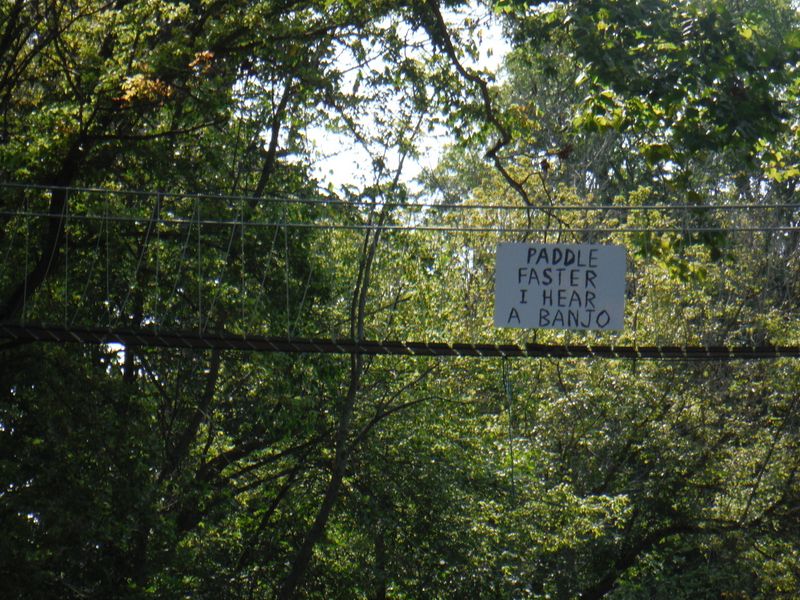 PADDLE
FASTER
I HEAR
A BANJO